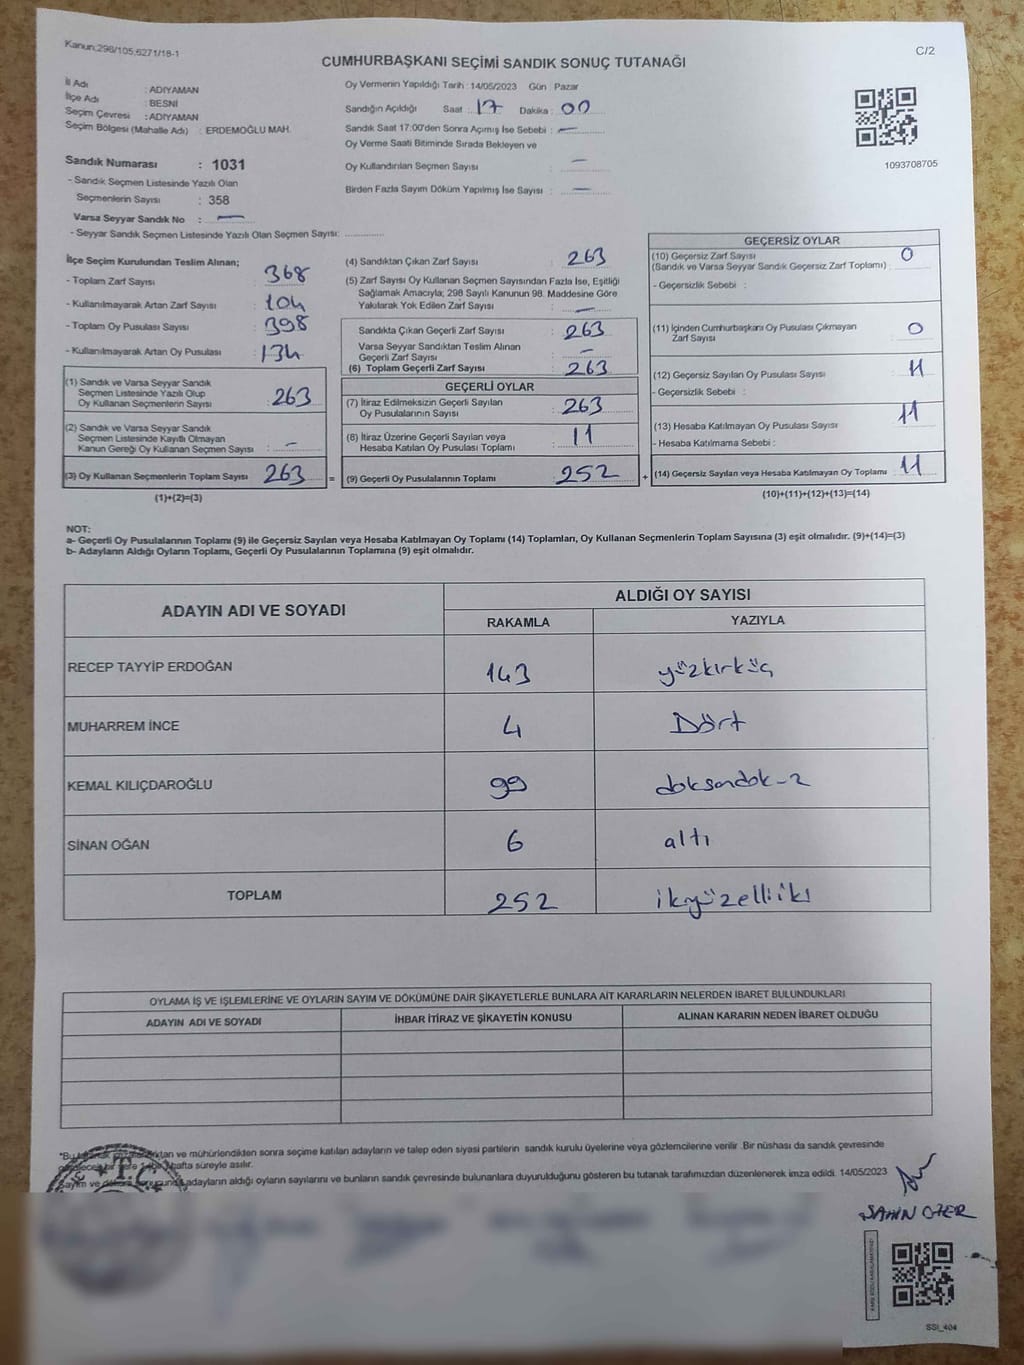 Kanun:298/105,6271/18-1
C/2
CUMHURBAŞKANI SEÇİMİ SANDIK SONUÇ TUTANAĞI
İl Adı : ADIYAMAN
İlçe Adı : BESNİ
Seçim Çevresi : ADIYAMAN
Seçim Bölgesi (Mahalle Adı) : ERDEMOĞLU MAH.
Sandık Numarası : 1031
- Sandık Seçmen Listesinde Yazılı Olan
Seçmenlerin Sayısı : 358
Varsa Seyyar Sandık No : —
- Seyyar Sandık Seçmen Listesinde Yazılı Olan Seçmen Sayısı: ............
Oy Vermenin Yapıldığı Tarih : 14/05/2023 Gün : Pazar
Sandığın Açıldığı Saat : 17 Dakika : 00
Sandık Saat 17:00'den Sonra Açımış İse Sebebi : —
Oy Verme Saati Bitiminde Sırada Bekleyen ve
Oy Kullandırılan Seçmen Sayısı : —
Birden Fazla Sayım Döküm Yapılmış İse Sayısı : —
1093708705
İlçe Seçim Kurulundan Teslim Alınan;
- Toplam Zarf Sayısı : 368
- Kullanılmayarak Artan Zarf Sayısı : 104
- Toplam Oy Pusulası Sayısı : 398
- Kullanılmayarak Artan Oy Pusulası : 134
(1) Sandık ve Varsa Seyyar Sandık
Seçmen Listesinde Yazılı Olup
Oy Kullanan Seçmenlerin Sayısı : 263
(2) Sandık ve Varsa Seyyar Sandık
Seçmen Listesinde Kayıtlı Olmayan
Kanun Gereği Oy Kullanan Seçmen Sayısı : —
(3) Oy Kullanan Seçmenlerin Toplam Sayısı 263 =
(1)+(2)=(3)
(4) Sandıktan Çıkan Zarf Sayısı : 263
(5) Zarf Sayısı Oy Kullanan Seçmen Sayısından Fazla İse, Eşitliği
Sağlamak Amacıyla; 298 Sayılı Kanunun 98. Maddesine Göre
Yakılarak Yok Edilen Zarf Sayısı : —
Sandıkta Çıkan Geçerli Zarf Sayısı : 263
Varsa Seyyar Sandıktan Teslim Alınan
Geçerli Zarf Sayısı : —
(6) Toplam Geçerli Zarf Sayısı : 263
GEÇERLİ OYLAR
(7) İtiraz Edilmeksizin Geçerli Sayılan
Oy Pusulalarının Sayısı : 263
(8) İtiraz Üzerine Geçerli Sayılan veya
Hesaba Katılan Oy Pusulası Toplamı : 11
(9) Geçerli Oy Pusulalarının Toplamı : 252 +
GEÇERSİZ OYLAR
(10) Geçersiz Zarf Sayısı
(Sandık ve Varsa Seyyar Sandık Geçersiz Zarf Toplamı) : 0
- Geçersizlik Sebebi :
(11) İçinden Cumhurbaşkanı Oy Pusulası Çıkmayan
Zarf Sayısı : 0
(12) Geçersiz Sayılan Oy Pusulası Sayısı : 11
- Geçersizlik Sebebi :
(13) Hesaba Katılmayan Oy Pusulası Sayısı : 11
- Hesaba Katılmama Sebebi :
(14) Geçersiz Sayılan veya Hesaba Katılmayan Oy Toplamı : 11
(10)+(11)+(12)+(13)=(14)
NOT:
a- Geçerli Oy Pusulalarının Toplamı (9) ile Geçersiz Sayılan veya Hesaba Katılmayan Oy Toplamı (14) Toplamları, Oy Kullanan Seçmenlerin Toplam Sayısına (3) eşit olmalıdır. (9)+(14)=(3)
b- Adayların Aldığı Oyların Toplamı, Geçerli Oy Pusulalarının Toplamına (9) eşit olmalıdır.
ADAYIN ADI VE SOYADI
ALDIĞI OY SAYISI
RAKAMLA YAZIYLA
RECEP TAYYİP ERDOĞAN 143 yüzkırküç
MUHARREM İNCE 4 Dört
KEMAL KILIÇDAROĞLU 99 doksandok-z
SİNAN OĞAN 6 altı
TOPLAM 252 ikiyüzelliiki
OYLAMA İŞ VE İŞLEMLERİNE VE OYLARIN SAYIM VE DÖKÜMÜNE DAİR ŞİKAYETLERLE BUNLARA AİT KARARLARIN NELERDEN İBARET BULUNDUKLARI
ADAYIN ADI VE SOYADI İHBAR İTİRAZ VE ŞİKAYETİN KONUSU ALINAN KARARIN NEDEN İBARET OLDUĞU
ve mühürlendikten sonra seçime katılan adayların ve talep eden siyasi partilerin sandık kurulu üyelerine veya gözlemcilerine verilir .Bir nüshası da sandık çevresinde
hafta süreyle asılır.
Sayım ve adayların aldığı oyların sayılarını ve bunların sandık çevresinde bulunanlara duyurulduğunu gösteren bu tutanak tarafımızdan düzenlenerek imza edildi. 14/05/2023
T.C.
ŞAHİN ÖZER
SSI_404